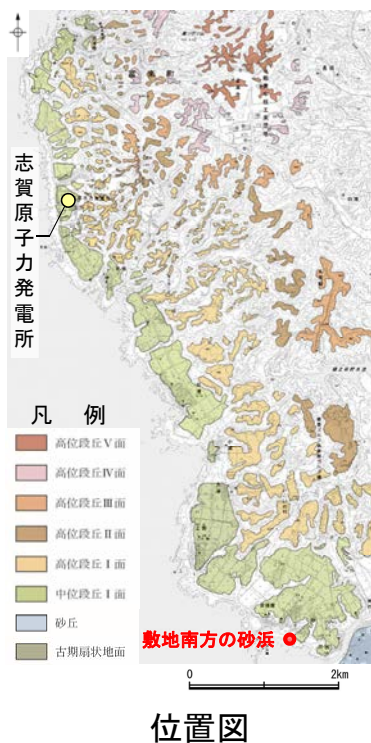 志賀原子力発電所
凡 例
高位段丘Ⅴ面
高位段丘Ⅳ面
高位段丘Ⅲ面
高位段丘Ⅱ面
高位段丘Ⅰ面
中位段丘Ⅰ面
砂丘
古期扇状地面
敷地南方の砂浜
0 2km
位置図